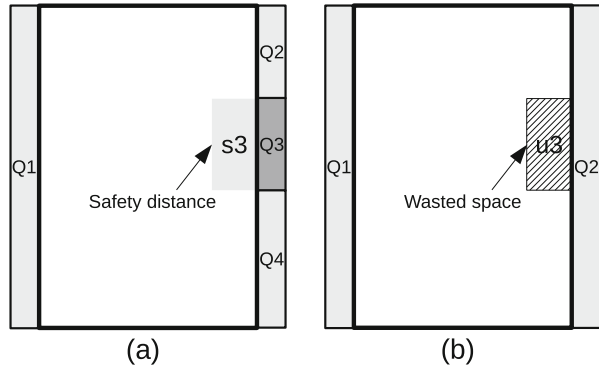 Q2
s3
Q3
Q1
Safety distance
Q4
(a)
u3
Q1
Q2
Wasted space
(b)